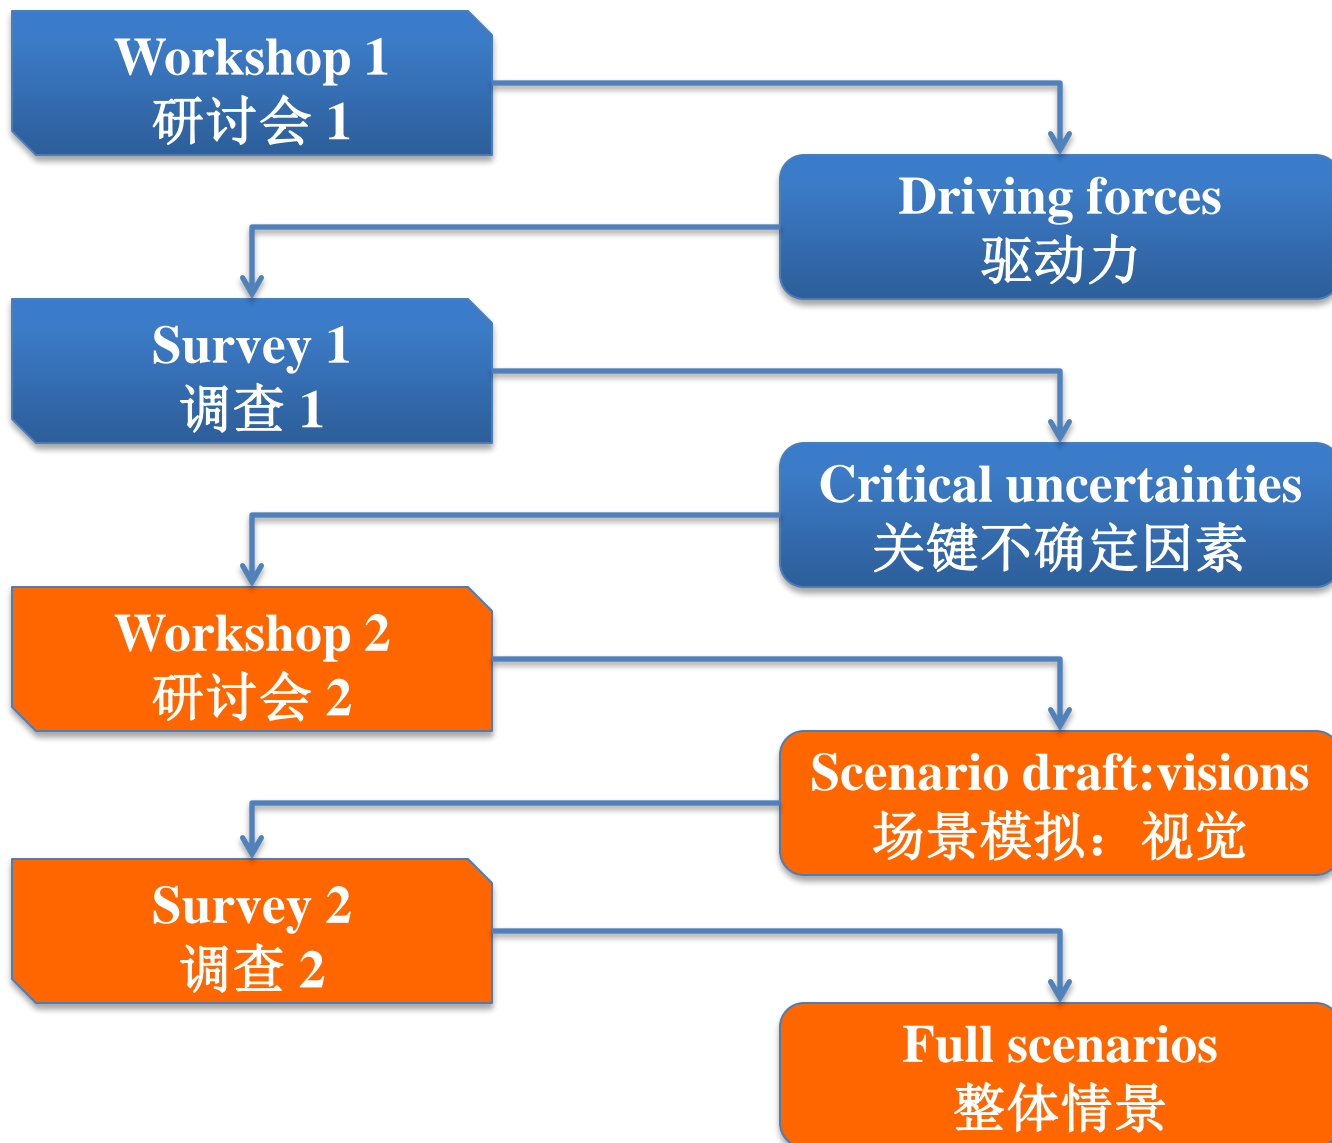 Workshop 1
研讨会 1
Driving forces
驱动力
Survey 1
调查 1
Critical uncertainties
关键不确定因素
Workshop 2
研讨会 2
Scenario draft:visions
场景模拟：视觉
Survey 2
调查 2
Full scenarios
整体情景